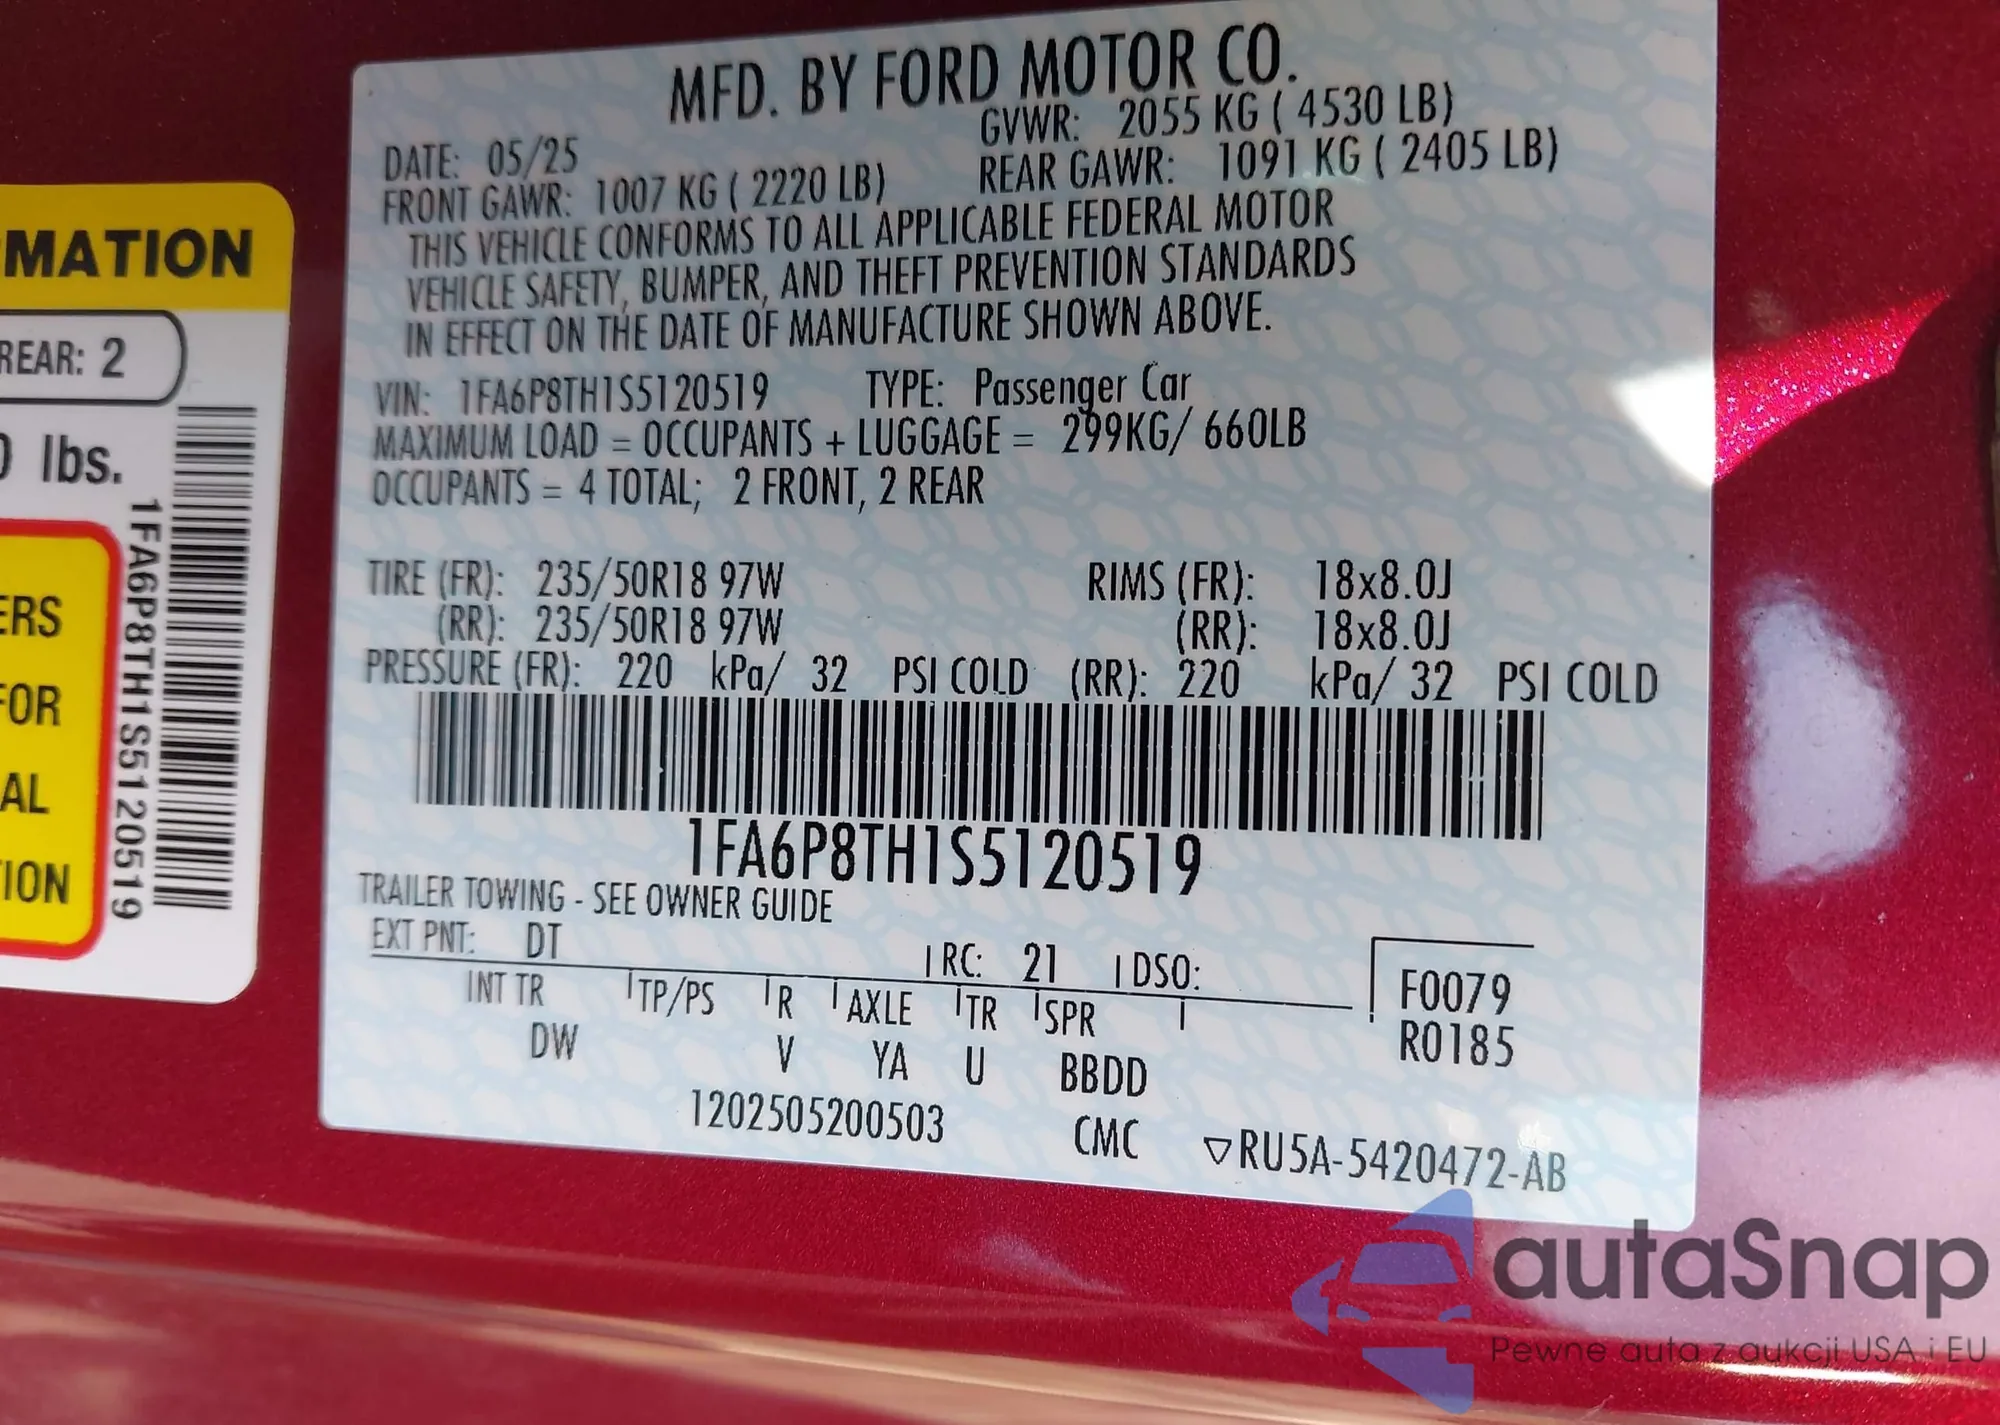 MFD. BY FORD MOTOR CO.
DATE: 05/25
GVWR: 2055 KG ( 4530 LB)
FRONT GAWR: 1007 KG ( 2220 LB)
REAR GAWR: 1091 KG ( 2405 LB)
THIS VEHICLE CONFORMS TO ALL APPLICABLE FEDERAL MOTOR
VEHICLE SAFETY, BUMPER, AND THEFT PREVENTION STANDARDS
IN EFFECT ON THE DATE OF MANUFACTURE SHOWN ABOVE.
VIN: 1FA6P8TH1S5120519 TYPE: Passenger Car
MAXIMUM LOAD = OCCUPANTS + LUGGAGE = 299KG/ 660LB
OCCUPANTS = 4 TOTAL; 2 FRONT, 2 REAR
TIRE (FR): 235/50R18 97W RIMS (FR): 18x8.0J
(RR): 235/50R18 97W (RR): 18x8.0J
PRESSURE (FR): 220 kPa/ 32 PSI COLD (RR): 220 kPa/ 32 PSI COLD
1FA6P8TH1S5120519
TRAILER TOWING - SEE OWNER GUIDE
EXT PNT: DT RC: 21 DSO:
INT TR TP/PS R AXLE TR SPR
DW V YA U BBDD
F0079
R0185
1202505200503 CMC ▽RU5A-5420472-AB
RMATION
REAR: 2
0 lbs.
1FA6P8TH1S5120519
ERS
FOR
AL
ION
autaSnap
Pewne auta z aukcji USA i EU